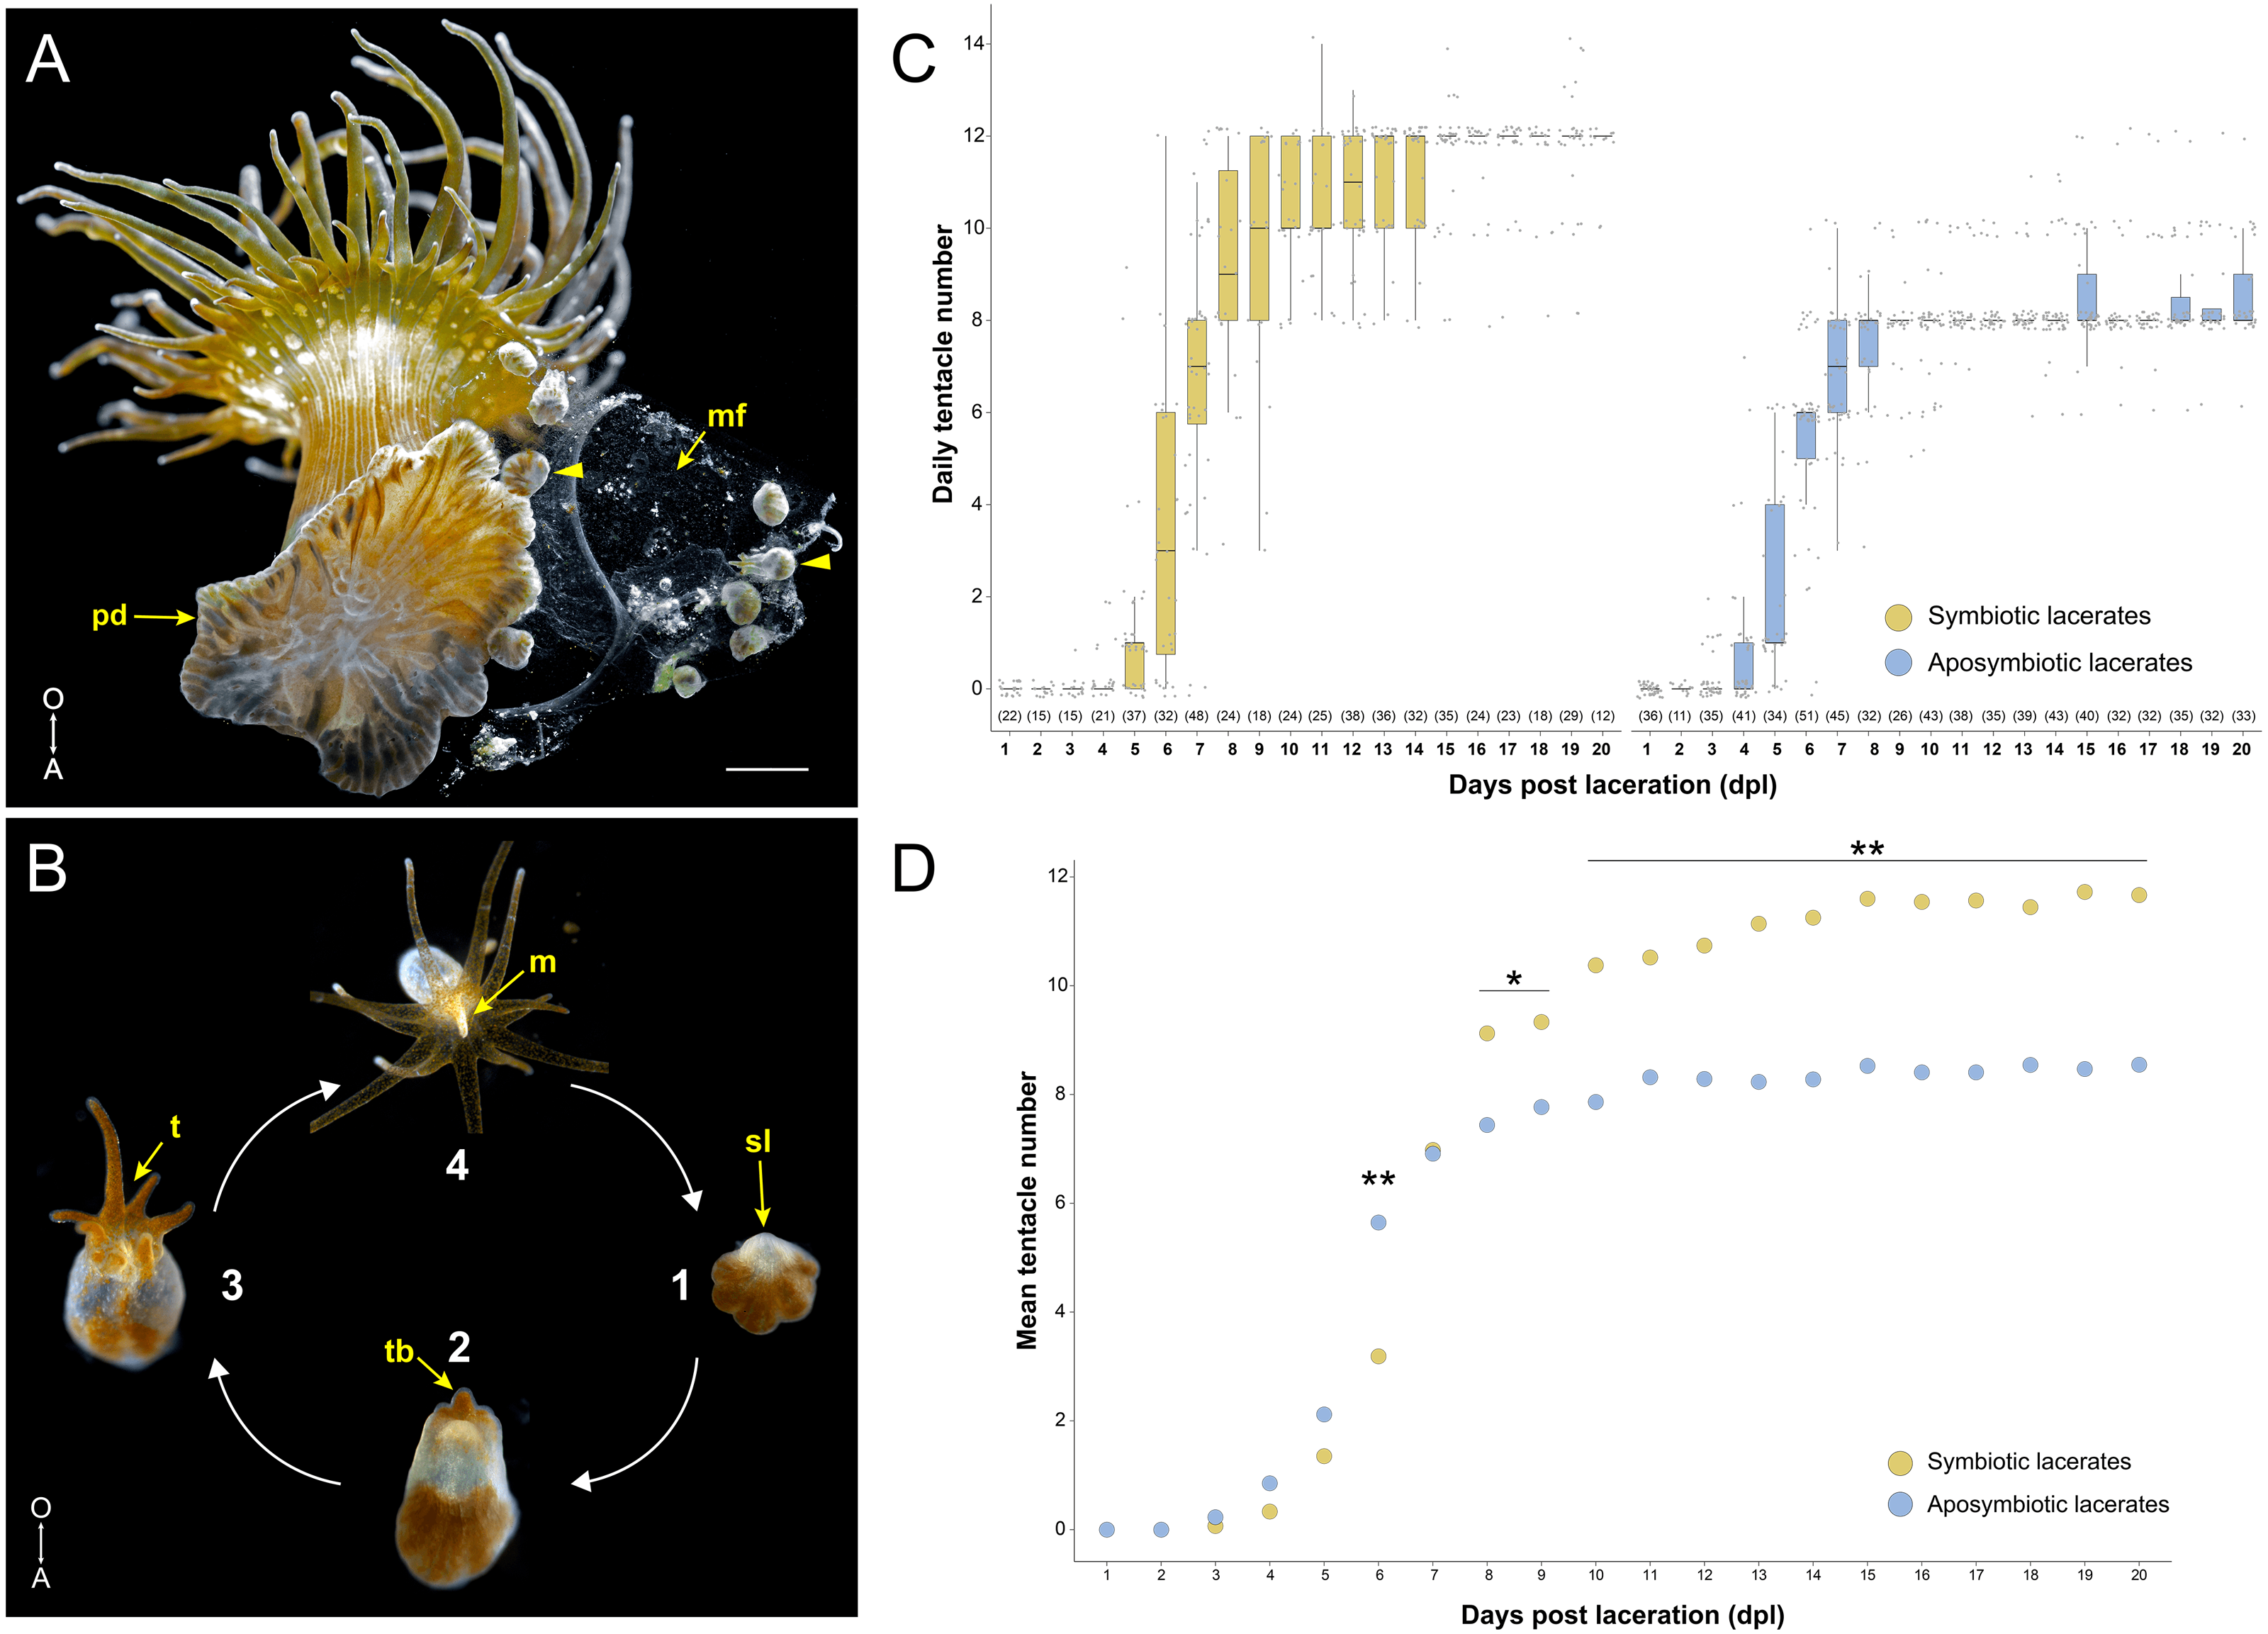 A
mf
pd
O
A
B
m
4
sl
t
3
1
2
tb
O
A
C
Daily tentacle number
14
12
10
8
6
4
2
0
Symbiotic lacerates
Aposymbiotic lacerates
(22) (15) (15) (21) (37) (32) (48) (24) (18) (24) (25) (38) (36) (32) (35) (24) (23) (18) (29) (12) (36) (11) (35) (41) (34) (51) (45) (32) (26) (43) (38) (35) (39) (43) (40) (32) (32) (35) (32) (33)
1 2 3 4 5 6 7 8 9 10 11 12 13 14 15 16 17 18 19 20 1 2 3 4 5 6 7 8 9 10 11 12 13 14 15 16 17 18 19 20
Days post laceration (dpl)
D
Mean tentacle number
12
10
8
6
4
2
0
**
*
**
Symbiotic lacerates
Aposymbiotic lacerates
1 2 3 4 5 6 7 8 9 10 11 12 13 14 15 16 17 18 19 20
Days post laceration (dpl)